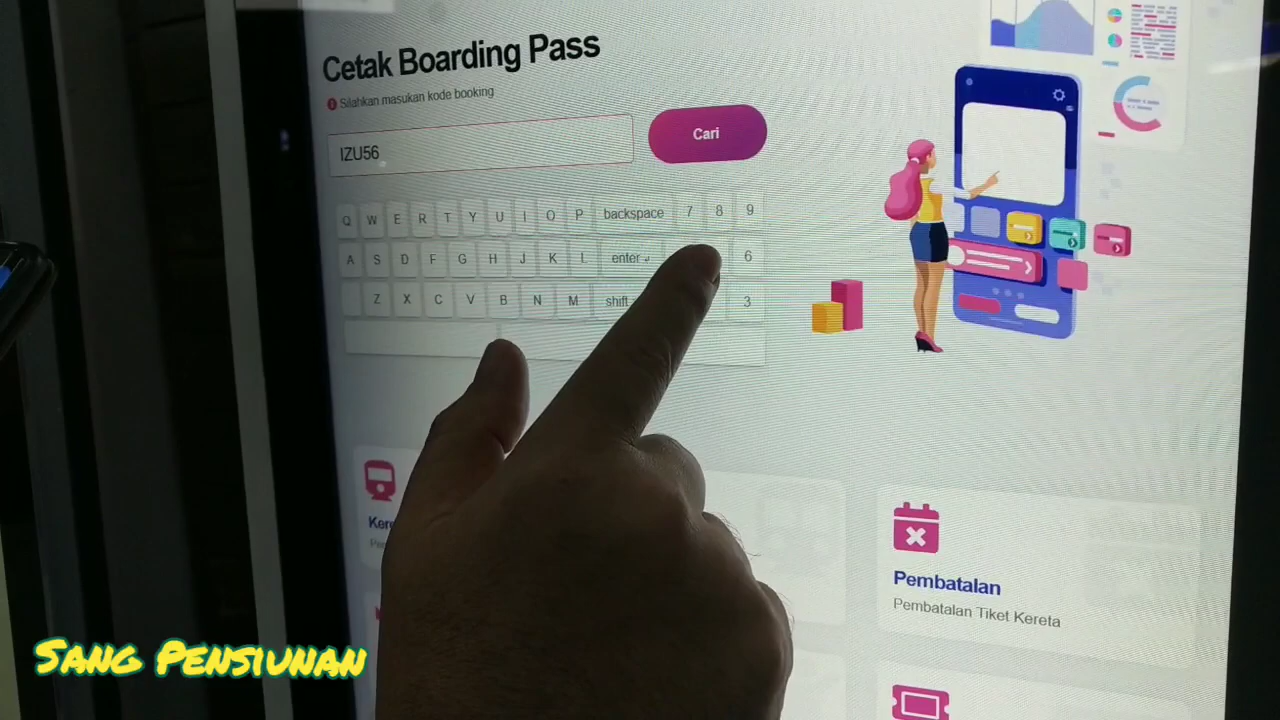 Cetak Boarding Pass
Silahkan masukan kode booking
IZU56
Cari
Q W E R T Y U I O P backspace 7 8 9
A S D F G H J K L enter 6
Z X C V B N M shift 3
Pembatalan
Pembatalan Tiket Kereta
SANG PENSIUNAN